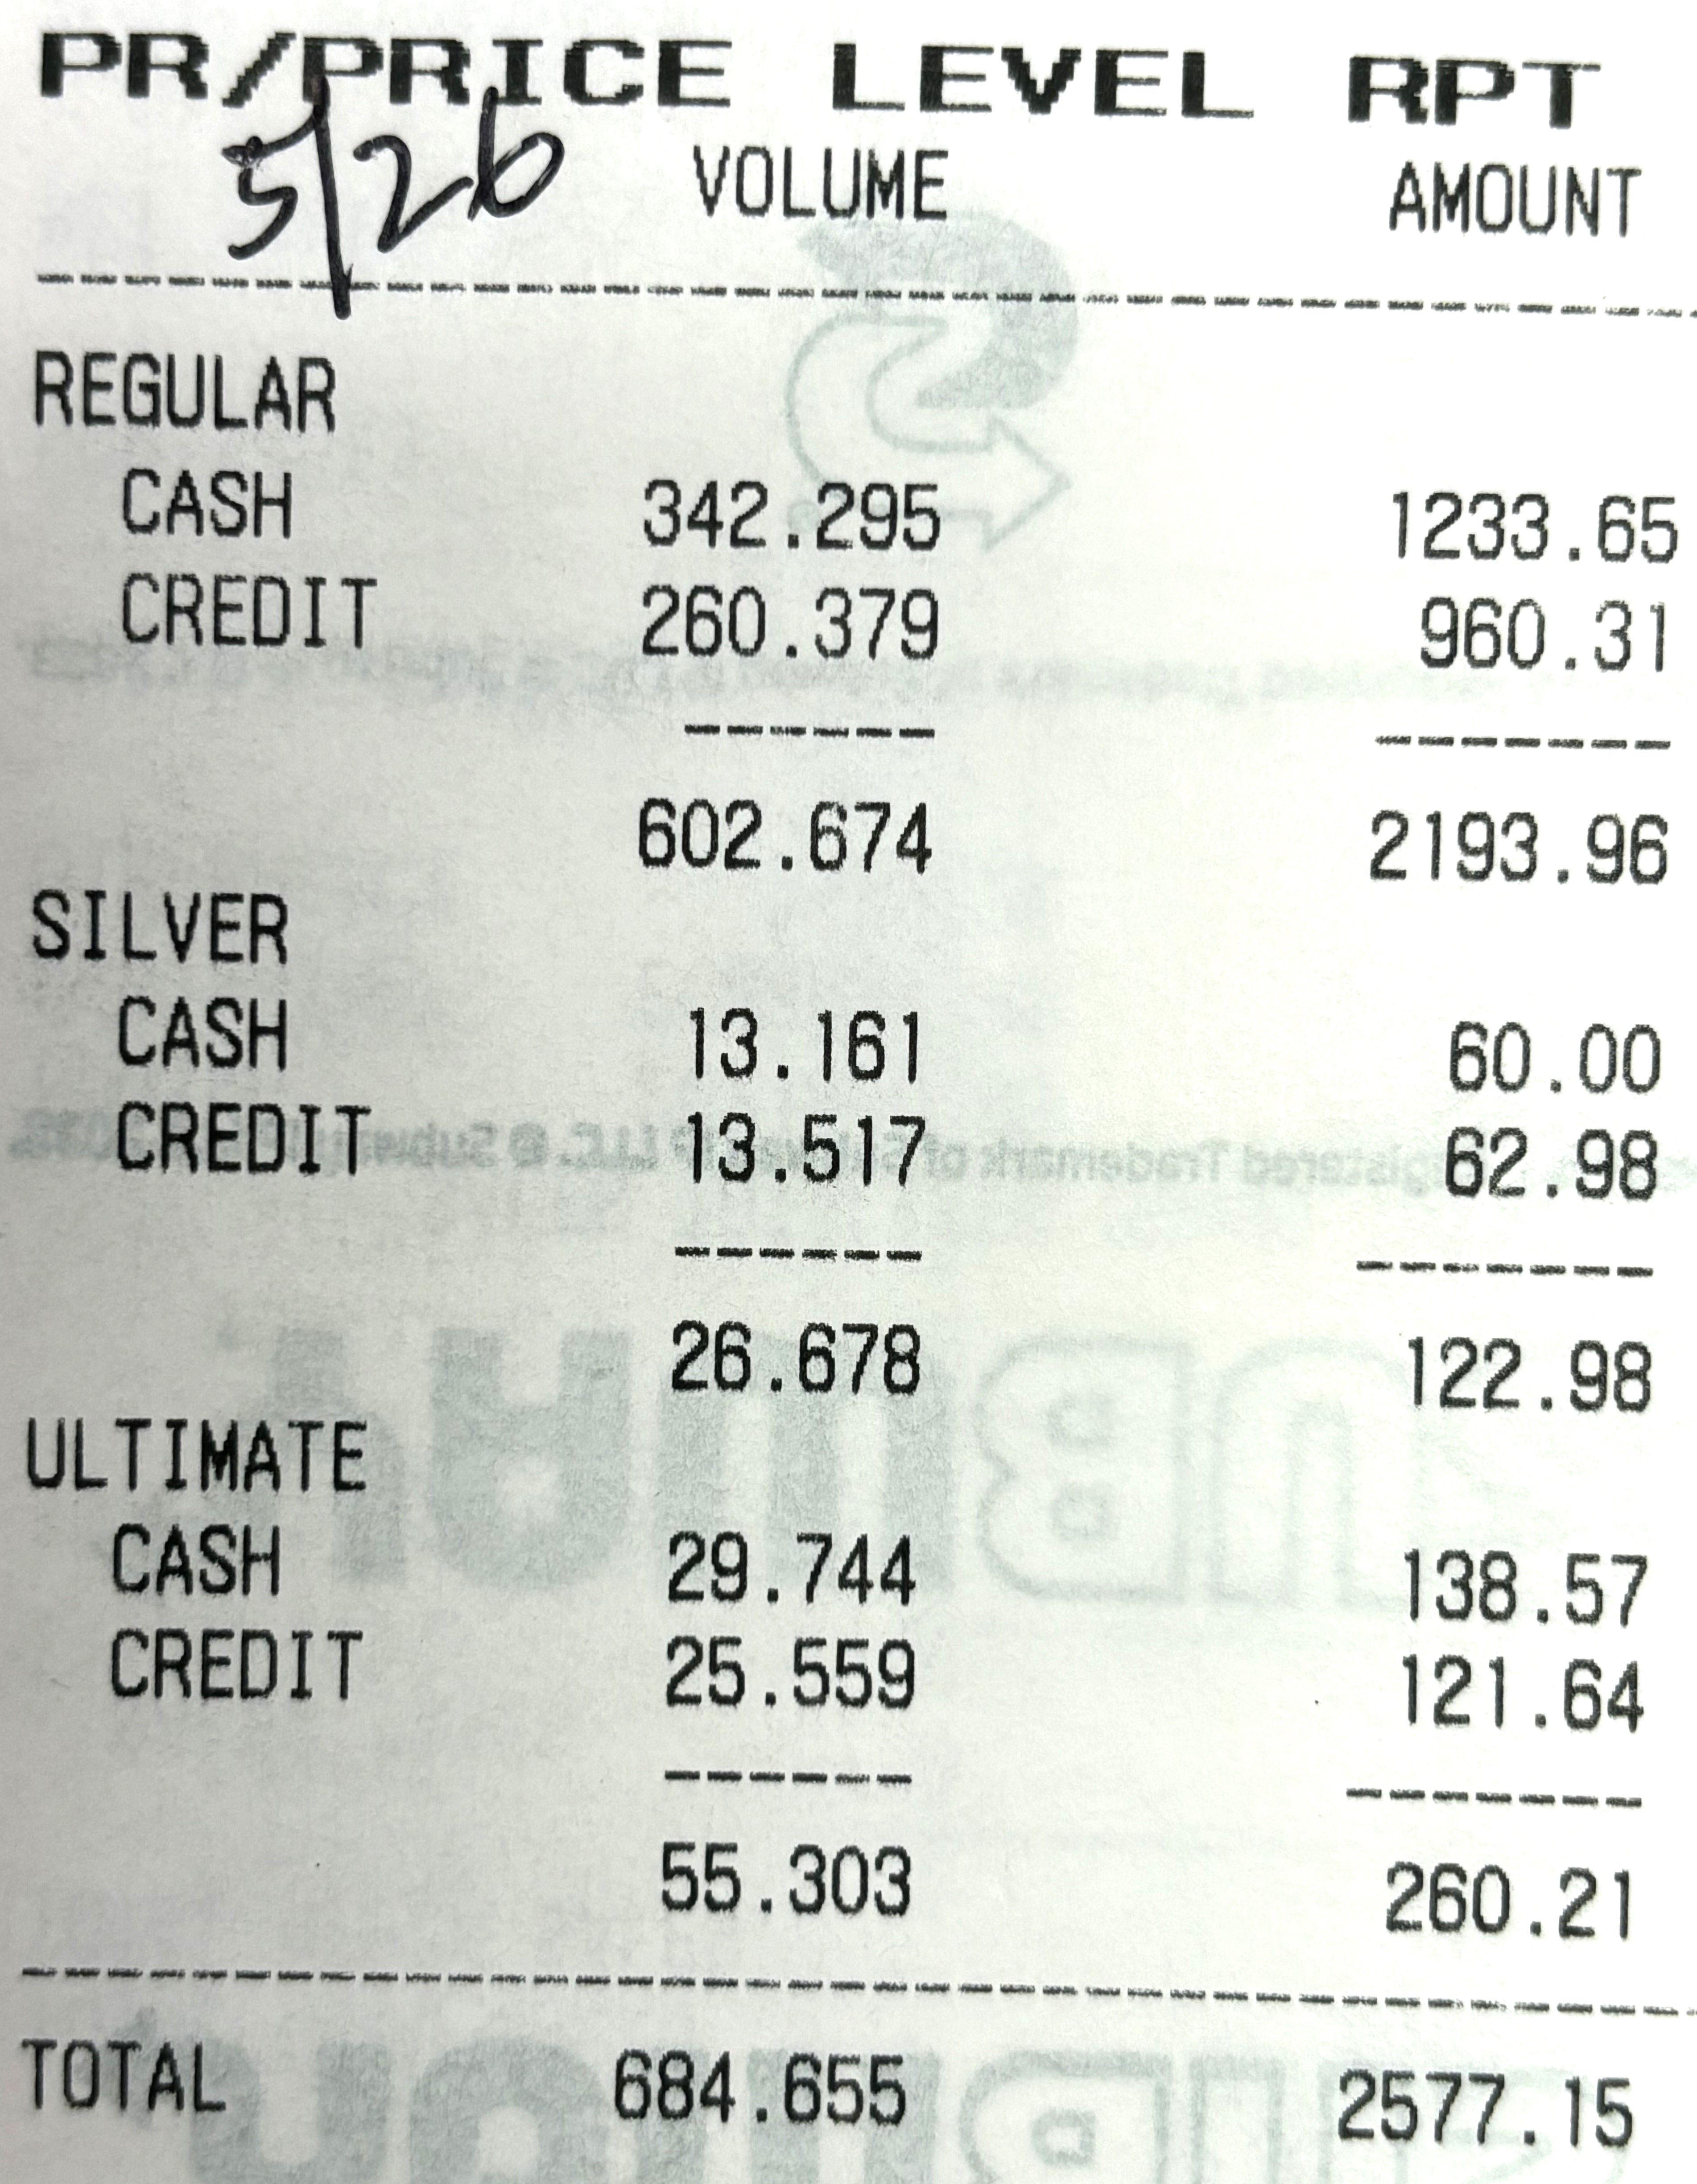 PR/PRICE LEVEL RPT
5/26 VOLUME AMOUNT
REGULAR
CASH 342.295 1233.65
CREDIT 260.379 960.31
602.674 2193.96
SILVER
CASH 13.161 60.00
CREDIT 13.517 62.98
26.678 122.98
ULTIMATE
CASH 29.744 138.57
CREDIT 25.559 121.64
55.303 260.21
TOTAL 684.655 2577.15